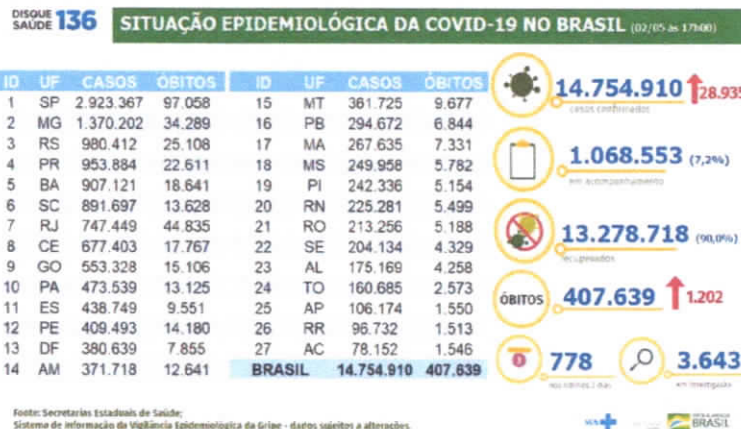 DISQUE SAÚDE 136
SITUAÇÃO EPIDEMIOLÓGICA DA COVID-19 NO BRASIL (02/05 às 17h00)
ID UF CASOS ÓBITOS ID UF CASOS ÓBITOS
1 SP 2.923.367 97.058 15 MT 361.725 9.677
2 MG 1.370.202 34.289 16 PB 294.672 6.844
3 RS 980.412 25.108 17 MA 267.635 7.331
4 PR 953.884 22.611 18 MS 249.958 5.782
5 BA 907.121 18.641 19 PI 242.336 5.154
6 SC 891.697 13.628 20 RN 225.281 5.499
7 RJ 747.449 44.835 21 RO 213.256 5.188
8 CE 677.403 17.767 22 SE 204.134 4.329
9 GO 553.328 15.106 23 AL 175.169 4.258
10 PA 473.539 13.125 24 TO 160.685 2.573
11 ES 438.749 9.551 25 AP 106.174 1.550
12 PE 409.493 14.180 26 RR 96.732 1.513
13 DF 380.639 7.855 27 AC 78.152 1.546
14 AM 371.718 12.641 BRASIL 14.754.910 407.639
14.754.910 28.935
casos confirmados
1.068.553 (7,2%)
em acompanhamento
13.278.718 (90,0%)
recuperados
ÓBITOS 407.639 1.202
778 3.643
nos últimos 3 dias em investigação
Fonte: Secretarias Estaduais de Saúde;
Sistema de Informação da Vigilância Epidemiológica da Gripe - dados sujeitos a alterações.
SUS BRASIL